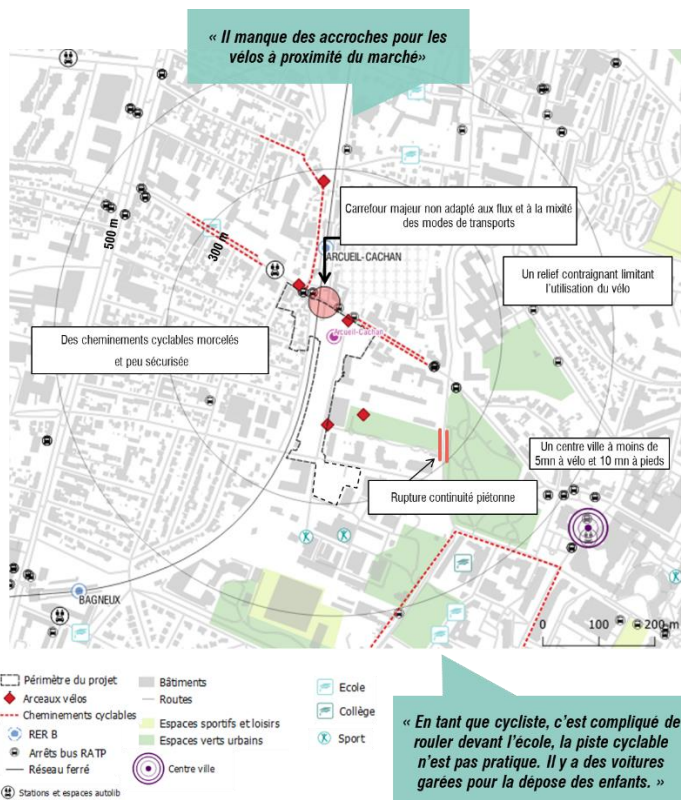 « Il manque des accroches pour les
vélos à proximité du marché»
Carrefour majeur non adapté aux flux et à la mixité
des modes de transports
500 m
300 m
ARCUEIL-CACHAN
Un relief contraignant limitant
l'utilisation du vélo
Arcueil-Cachan
Des cheminements cyclables morcelés
et peu sécurisée
Un centre ville à moins de
5mn à vélo et 10 mn à pieds
Rupture continuité piétonne
BAGNEUX
0 100 200 m
Périmètre du projet
Arceaux vélos
Cheminements cyclables
RER B
Arrêts bus RATP
Réseau ferré
Stations et espaces autolib
Bâtiments
Routes
Espaces sportifs et loisirs
Espaces verts urbains
Centre ville
Ecole
Collège
Sport
« En tant que cycliste, c'est compliqué de
rouler devant l'école, la piste cyclable
n'est pas pratique. Il y a des voitures
garées pour la dépose des enfants. »